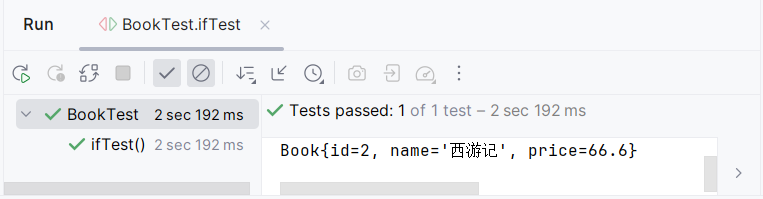 Run BookTest.ifTest
BookTest 2 sec 192 ms
Tests passed: 1 of 1 test – 2 sec 192 ms
ifTest() 2 sec 192 ms
Book{id=2, name='西游记', price=66.6}